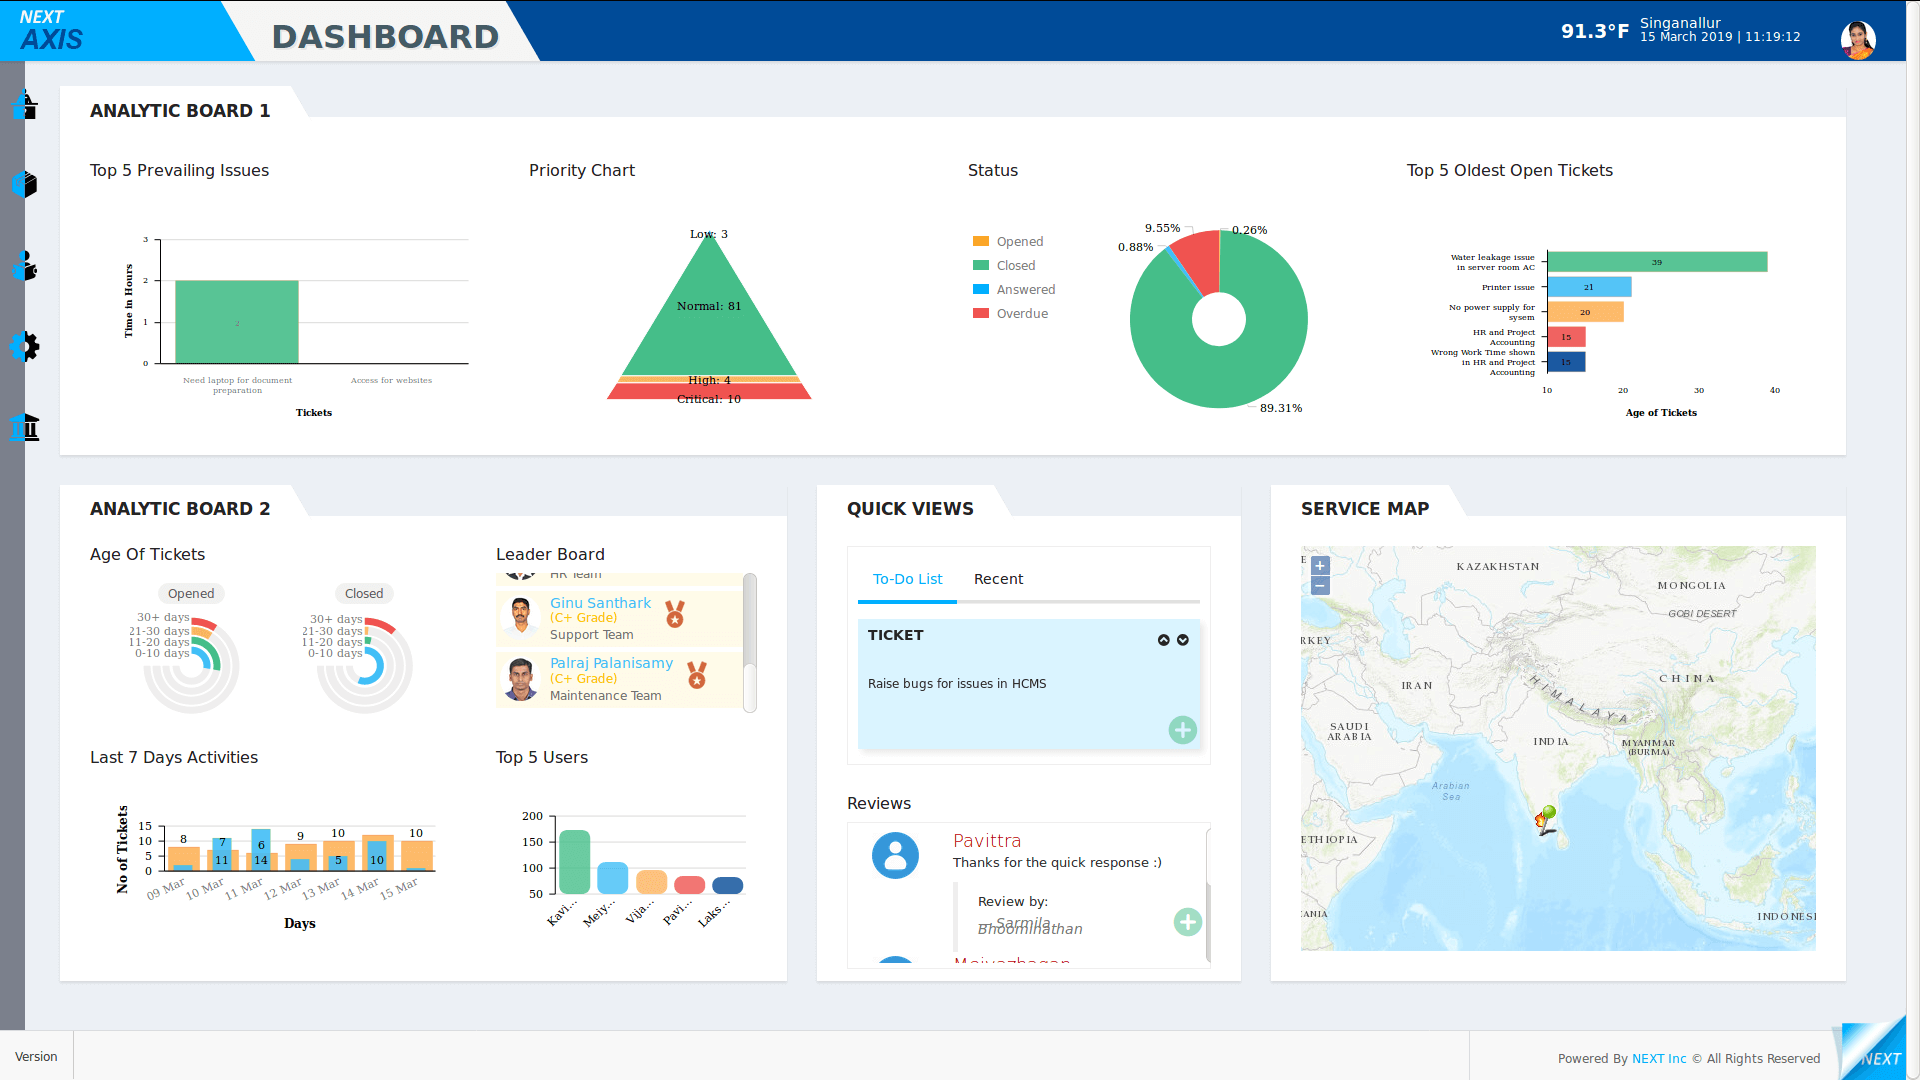 NEXT
AXIS
DASHBOARD
91.3°F
Singanallur
15 March 2019 | 11:19:12
ANALYTIC BOARD 1
Top 5 Prevailing Issues
3
2
1
0
Time in Hours
2
Need laptop for document
preparation
Access for websites
Tickets
Priority Chart
Low: 3
Normal: 81
High: 4
Critical: 10
Status
Opened
Closed
Answered
Overdue
9.55%
0.26%
0.88%
89.31%
Top 5 Oldest Open Tickets
Water leakage issue
in server room AC
39
Printer issue
21
No power supply for
sysem
20
HR and Project
Accounting
15
Wrong Work Time shown
in HR and Project
Accounting
15
10 20 30 40
Age of Tickets
ANALYTIC BOARD 2
Age Of Tickets
Opened
30+ days
21-30 days
11-20 days
0-10 days
Closed
30+ days
21-30 days
11-20 days
0-10 days
Leader Board
HR Team
Ginu Santhark
(C+ Grade)
Support Team
Palraj Palanisamy
(C+ Grade)
Maintenance Team
Last 7 Days Activities
No of Tickets
15
10
5
0
8 7 6 9 10 10
11 14 5 10
09 Mar 10 Mar 11 Mar 12 Mar 13 Mar 14 Mar 15 Mar
Days
Top 5 Users
200
150
100
50
Kavi... Meiy... Vija... Pavi... Laks...
QUICK VIEWS
To-Do List Recent
TICKET
Raise bugs for issues in HCMS
Reviews
Pavittra
Thanks for the quick response :)
Review by:
—Sarmila
Bhoominathan
Meiyazhagan
SERVICE MAP
+
−
E
KAZAKHSTAN
MONGOLIA
GOBI DESERT
RKEY
IRAN
CHINA
HIMALAYA
SAUDI
ARABIA
INDIA
MYANMAR
(BURMA)
Arabian
Sea
ETHIOPIA
ANIA
INDONESI
Version
Powered By NEXT Inc © All Rights Reserved
NEXT